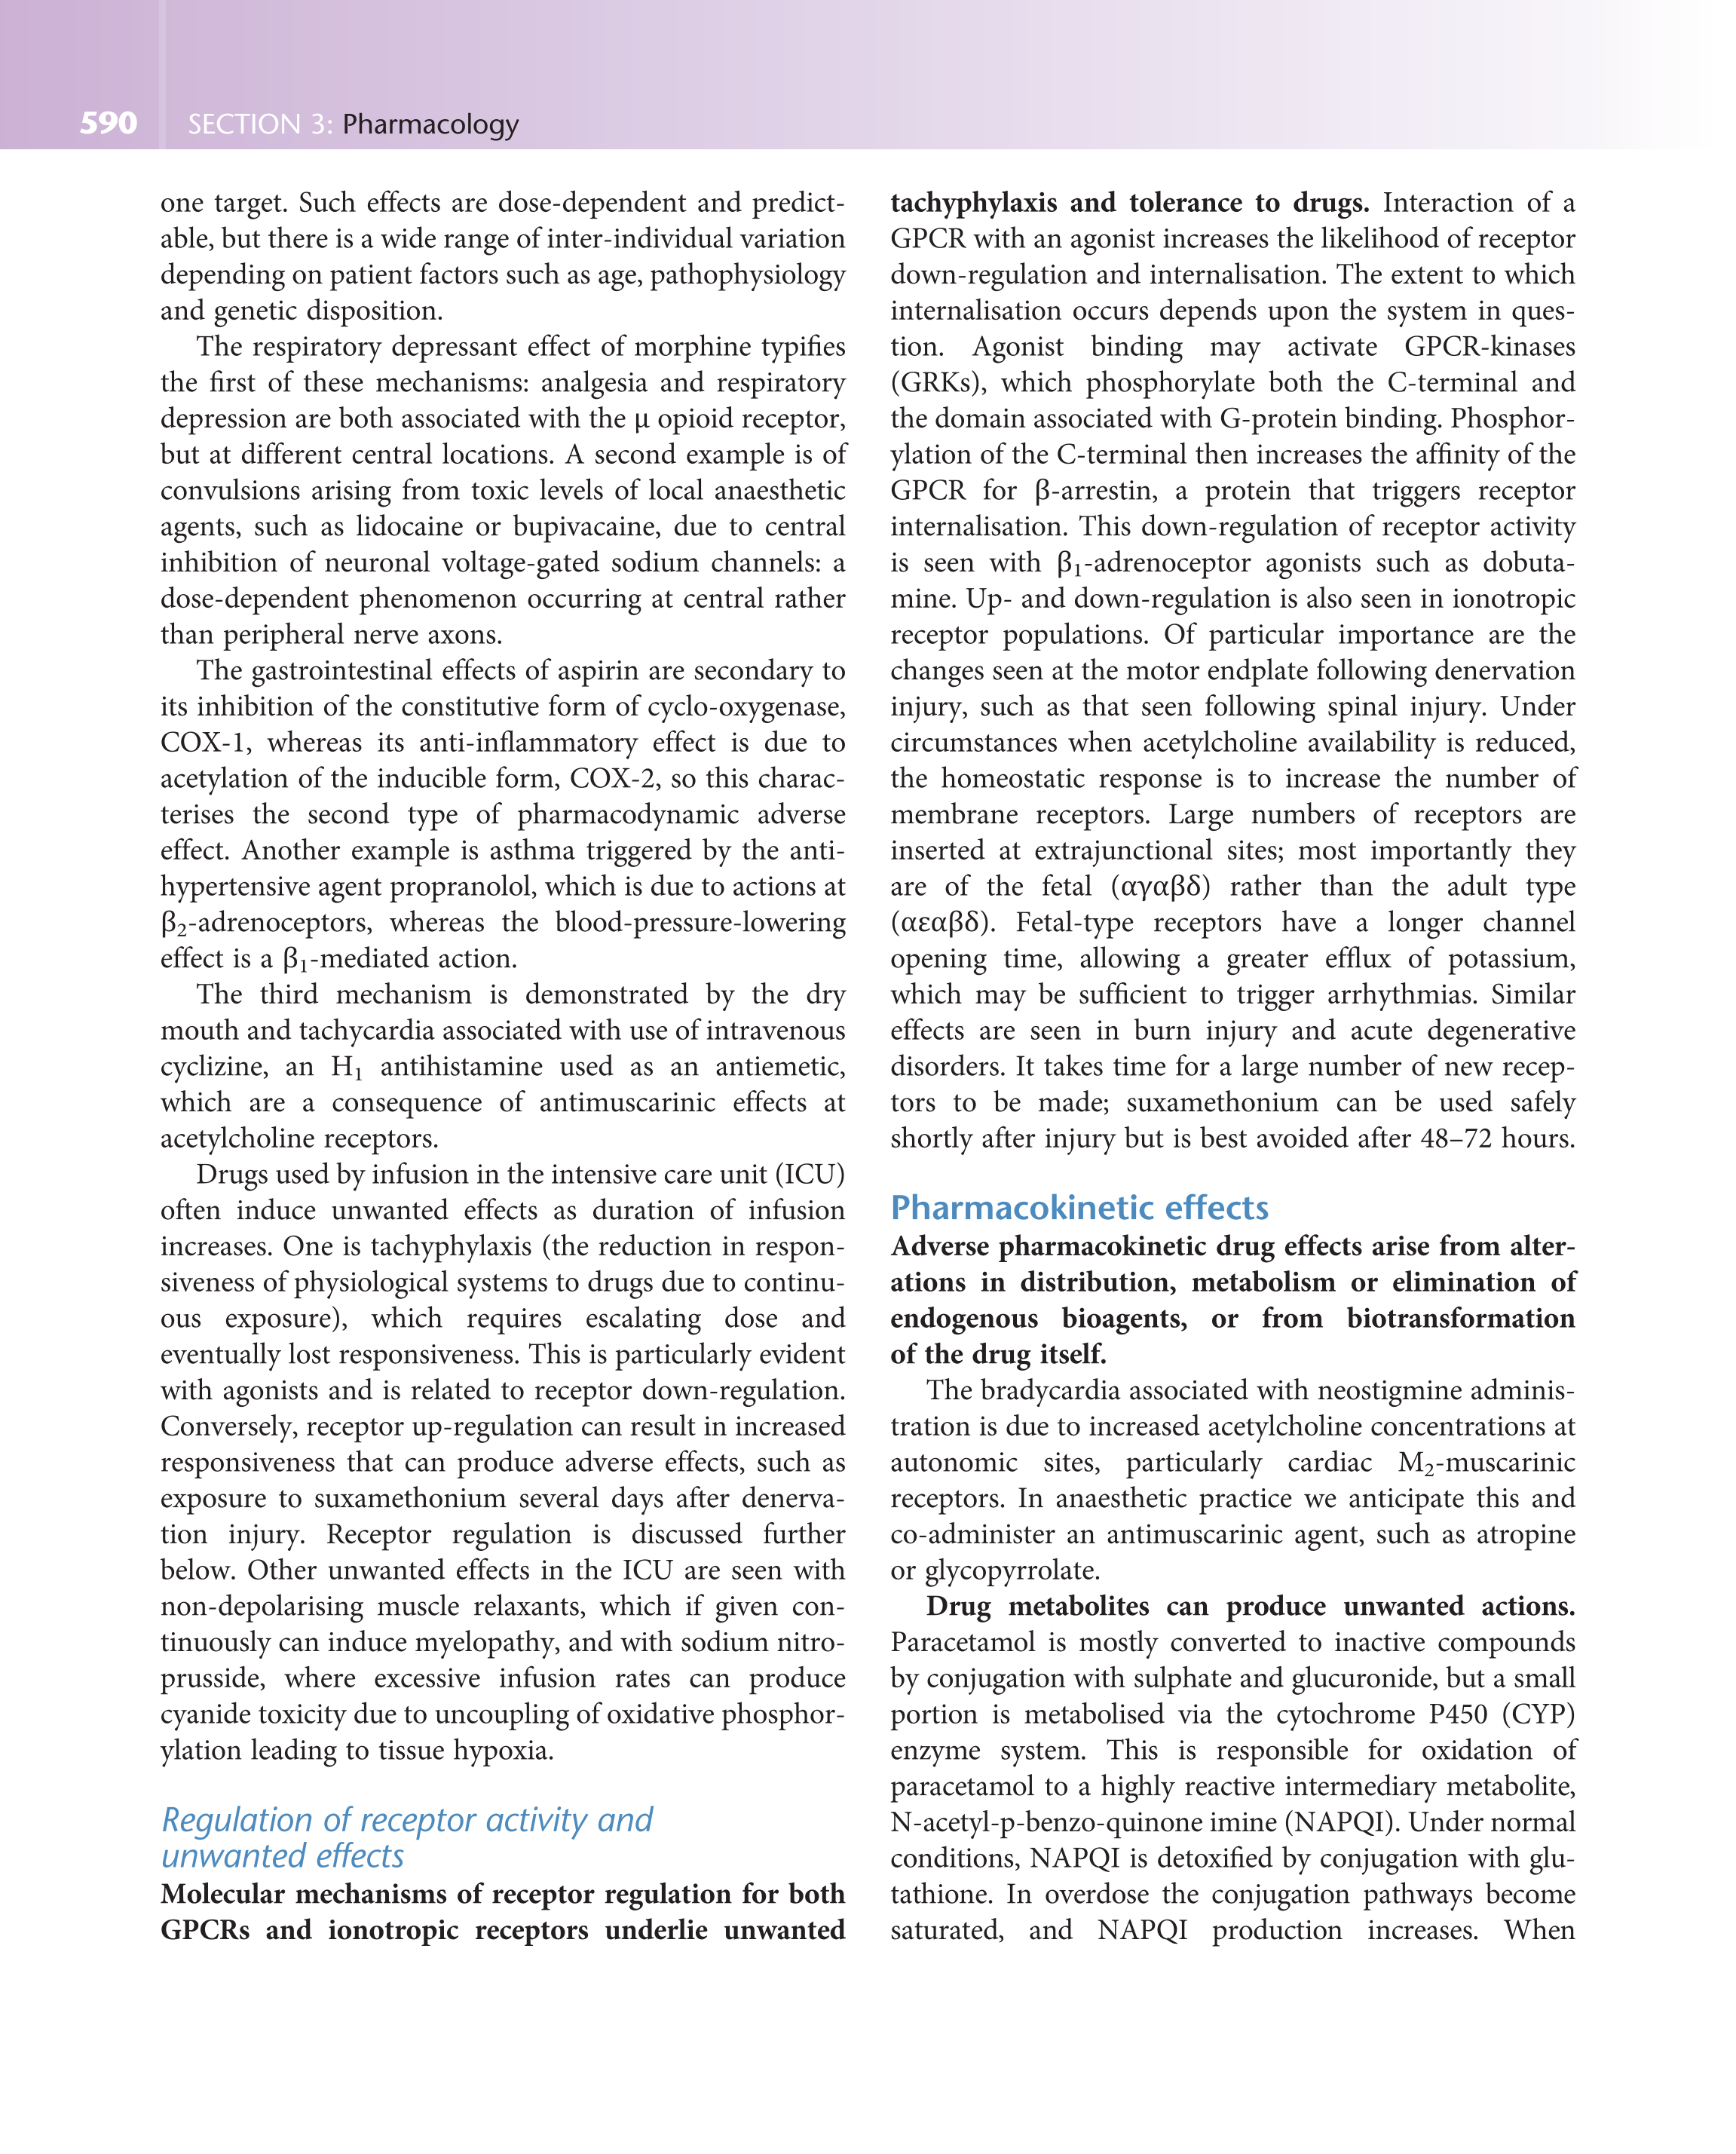 590 SECTION 3: Pharmacology
one target. Such effects are dose-dependent and predict-
able, but there is a wide range of inter-individual variation
depending on patient factors such as age, pathophysiology
and genetic disposition.
The respiratory depressant effect of morphine typifies
the first of these mechanisms: analgesia and respiratory
depression are both associated with the μ opioid receptor,
but at different central locations. A second example is of
convulsions arising from toxic levels of local anaesthetic
agents, such as lidocaine or bupivacaine, due to central
inhibition of neuronal voltage-gated sodium channels: a
dose-dependent phenomenon occurring at central rather
than peripheral nerve axons.
The gastrointestinal effects of aspirin are secondary to
its inhibition of the constitutive form of cyclo-oxygenase,
COX-1, whereas its anti-inflammatory effect is due to
acetylation of the inducible form, COX-2, so this charac-
terises the second type of pharmacodynamic adverse
effect. Another example is asthma triggered by the anti-
hypertensive agent propranolol, which is due to actions at
β₂-adrenoceptors, whereas the blood-pressure-lowering
effect is a β₁-mediated action.
The third mechanism is demonstrated by the dry
mouth and tachycardia associated with use of intravenous
cyclizine, an H₁ antihistamine used as an antiemetic,
which are a consequence of antimuscarinic effects at
acetylcholine receptors.
Drugs used by infusion in the intensive care unit (ICU)
often induce unwanted effects as duration of infusion
increases. One is tachyphylaxis (the reduction in respon-
siveness of physiological systems to drugs due to continu-
ous exposure), which requires escalating dose and
eventually lost responsiveness. This is particularly evident
with agonists and is related to receptor down-regulation.
Conversely, receptor up-regulation can result in increased
responsiveness that can produce adverse effects, such as
exposure to suxamethonium several days after denerva-
tion injury. Receptor regulation is discussed further
below. Other unwanted effects in the ICU are seen with
non-depolarising muscle relaxants, which if given con-
tinuously can induce myelopathy, and with sodium nitro-
prusside, where excessive infusion rates can produce
cyanide toxicity due to uncoupling of oxidative phosphor-
ylation leading to tissue hypoxia.
Regulation of receptor activity and
unwanted effects
Molecular mechanisms of receptor regulation for both
GPCRs and ionotropic receptors underlie unwanted
tachyphylaxis and tolerance to drugs. Interaction of a
GPCR with an agonist increases the likelihood of receptor
down-regulation and internalisation. The extent to which
internalisation occurs depends upon the system in ques-
tion. Agonist binding may activate GPCR-kinases
(GRKs), which phosphorylate both the C-terminal and
the domain associated with G-protein binding. Phosphor-
ylation of the C-terminal then increases the affinity of the
GPCR for β-arrestin, a protein that triggers receptor
internalisation. This down-regulation of receptor activity
is seen with β₁-adrenoceptor agonists such as dobuta-
mine. Up- and down-regulation is also seen in ionotropic
receptor populations. Of particular importance are the
changes seen at the motor endplate following denervation
injury, such as that seen following spinal injury. Under
circumstances when acetylcholine availability is reduced,
the homeostatic response is to increase the number of
membrane receptors. Large numbers of receptors are
inserted at extrajunctional sites; most importantly they
are of the fetal (αγαβδ) rather than the adult type
(αεαβδ). Fetal-type receptors have a longer channel
opening time, allowing a greater efflux of potassium,
which may be sufficient to trigger arrhythmias. Similar
effects are seen in burn injury and acute degenerative
disorders. It takes time for a large number of new recep-
tors to be made; suxamethonium can be used safely
shortly after injury but is best avoided after 48–72 hours.
Pharmacokinetic effects
Adverse pharmacokinetic drug effects arise from alter-
ations in distribution, metabolism or elimination of
endogenous bioagents, or from biotransformation
of the drug itself.
The bradycardia associated with neostigmine adminis-
tration is due to increased acetylcholine concentrations at
autonomic sites, particularly cardiac M₂-muscarinic
receptors. In anaesthetic practice we anticipate this and
co-administer an antimuscarinic agent, such as atropine
or glycopyrrolate.
Drug metabolites can produce unwanted actions.
Paracetamol is mostly converted to inactive compounds
by conjugation with sulphate and glucuronide, but a small
portion is metabolised via the cytochrome P450 (CYP)
enzyme system. This is responsible for oxidation of
paracetamol to a highly reactive intermediary metabolite,
N-acetyl-p-benzo-quinone imine (NAPQI). Under normal
conditions, NAPQI is detoxified by conjugation with glu-
tathione. In overdose the conjugation pathways become
saturated, and NAPQI production increases. When